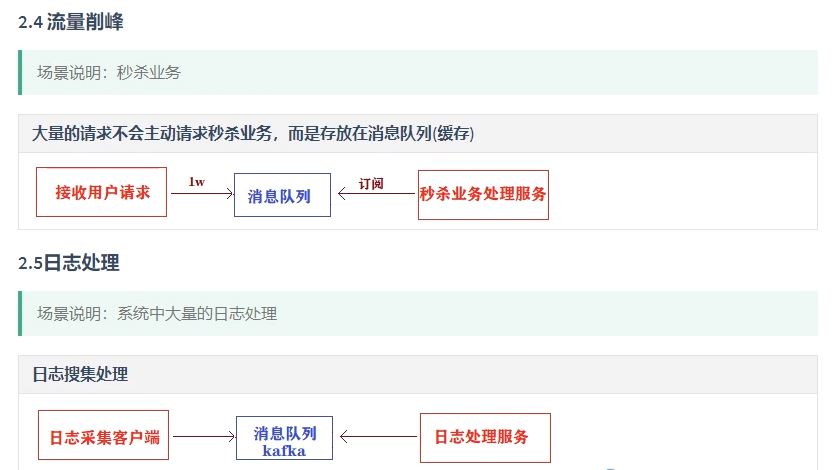 2.4 流量削峰
场景说明：秒杀业务
大量的请求不会主动请求秒杀业务，而是存放在消息队列(缓存)
接收用户请求
1w
消息队列
订阅
秒杀业务处理服务
2.5日志处理
场景说明：系统中大量的日志处理
日志搜集处理
日志采集客户端
消息队列
kafka
日志处理服务